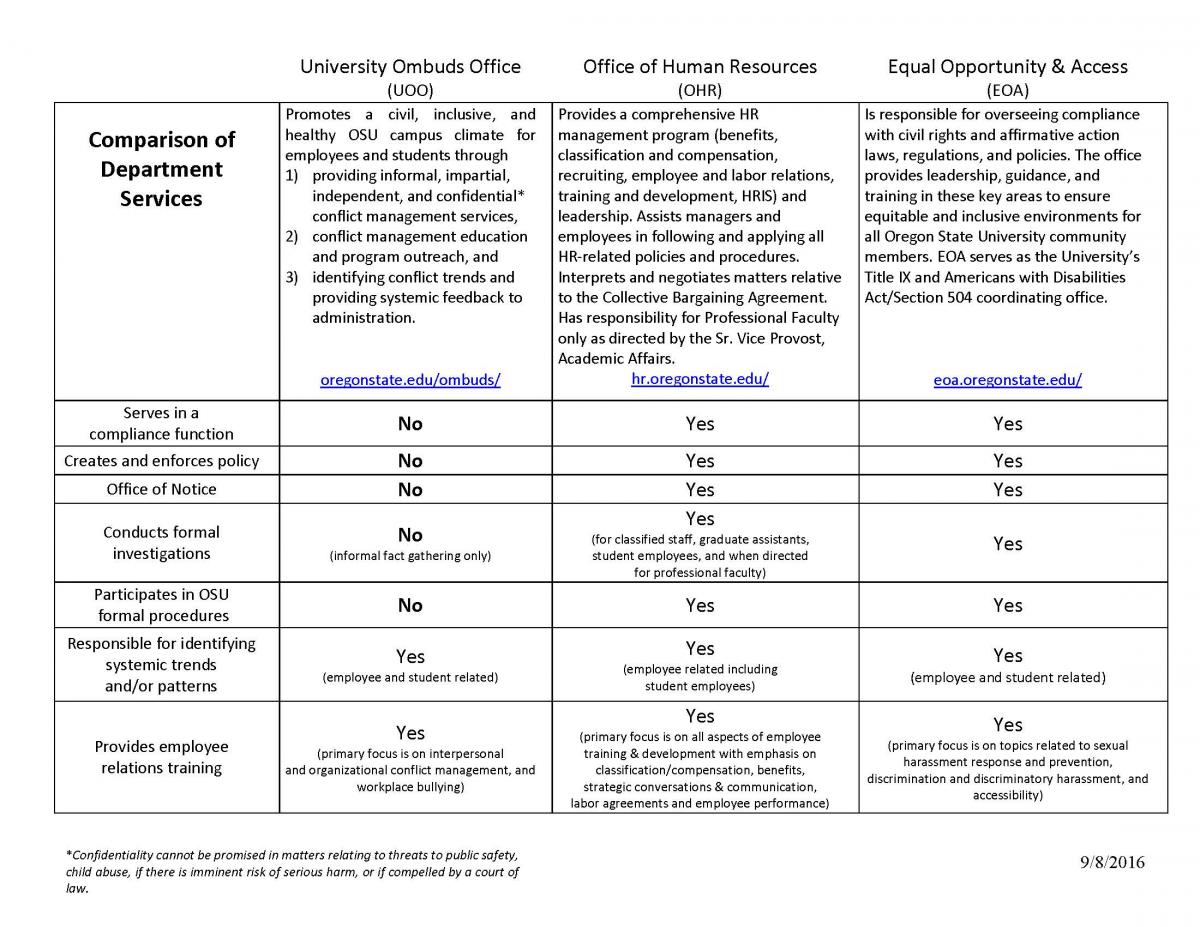 University Ombuds Office
(UOO)
Office of Human Resources
(OHR)
Equal Opportunity & Access
(EOA)
Comparison of
Department
Services
Promotes a civil, inclusive, and
healthy OSU campus climate for
employees and students through
1) providing informal, impartial,
independent, and confidential*
conflict management services,
2) conflict management education
and program outreach, and
3) identifying conflict trends and
providing systemic feedback to
administration.
oregonstate.edu/ombuds/
Provides a comprehensive HR
management program (benefits,
classification and compensation,
recruiting, employee and labor relations,
training and development, HRIS) and
leadership. Assists managers and
employees in following and applying all
HR-related policies and procedures.
Interprets and negotiates matters relative
to the Collective Bargaining Agreement.
Has responsibility for Professional Faculty
only as directed by the Sr. Vice Provost,
Academic Affairs.
hr.oregonstate.edu/
Is responsible for overseeing compliance
with civil rights and affirmative action
laws, regulations, and policies. The office
provides leadership, guidance, and
training in these key areas to ensure
equitable and inclusive environments for
all Oregon State University community
members. EOA serves as the University's
Title IX and Americans with Disabilities
Act/Section 504 coordinating office.
eoa.oregonstate.edu/
Serves in a
compliance function
No
Yes
Yes
Creates and enforces policy
No
Yes
Yes
Office of Notice
No
Yes
Yes
Conducts formal
investigations
No
(informal fact gathering only)
Yes
(for classified staff, graduate assistants,
student employees, and when directed
for professional faculty)
Yes
Participates in OSU
formal procedures
No
Yes
Yes
Responsible for identifying
systemic trends
and/or patterns
Yes
(employee and student related)
Yes
(employee related including
student employees)
Yes
(employee and student related)
Provides employee
relations training
Yes
(primary focus is on interpersonal
and organizational conflict management, and
workplace bullying)
Yes
(primary focus is on all aspects of employee
training & development with emphasis on
classification/compensation, benefits,
strategic conversations & communication,
labor agreements and employee performance)
Yes
(primary focus is on topics related to sexual
harassment response and prevention,
discrimination and discriminatory harassment, and
accessibility)
*Confidentiality cannot be promised in matters relating to threats to public safety,
child abuse, if there is imminent risk of serious harm, or if compelled by a court of
law.
9/8/2016